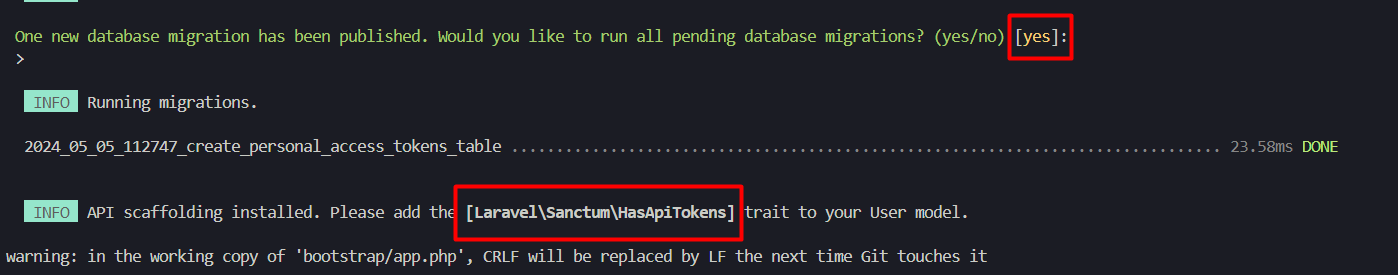 One new database migration has been published. Would you like to run all pending database migrations? (yes/no) [yes]:
>
INFO Running migrations.
2024_05_05_112747_create_personal_access_tokens_table ................................................................................ 23.58ms DONE
INFO API scaffolding installed. Please add the [Laravel\Sanctum\HasApiTokens] trait to your User model.
warning: in the working copy of 'bootstrap/app.php', CRLF will be replaced by LF the next time Git touches it